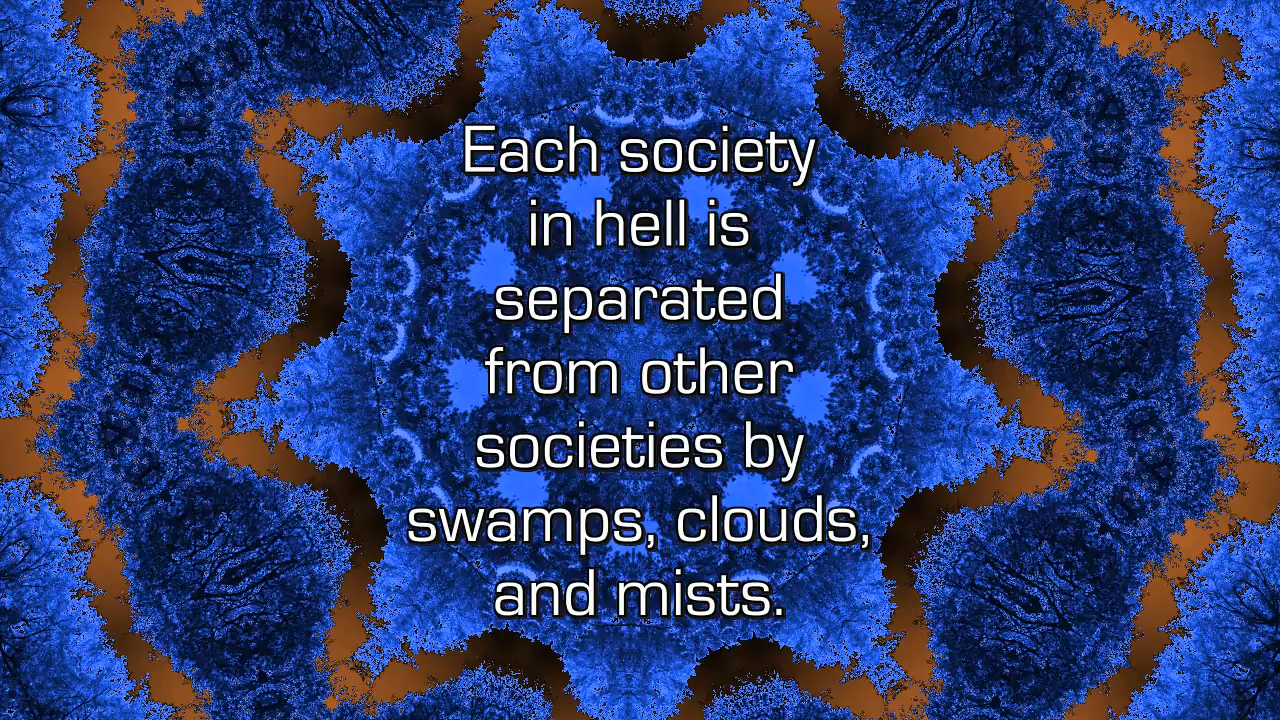 Each society
in hell is
separated
from other
societies by
swamps, clouds,
and mists.